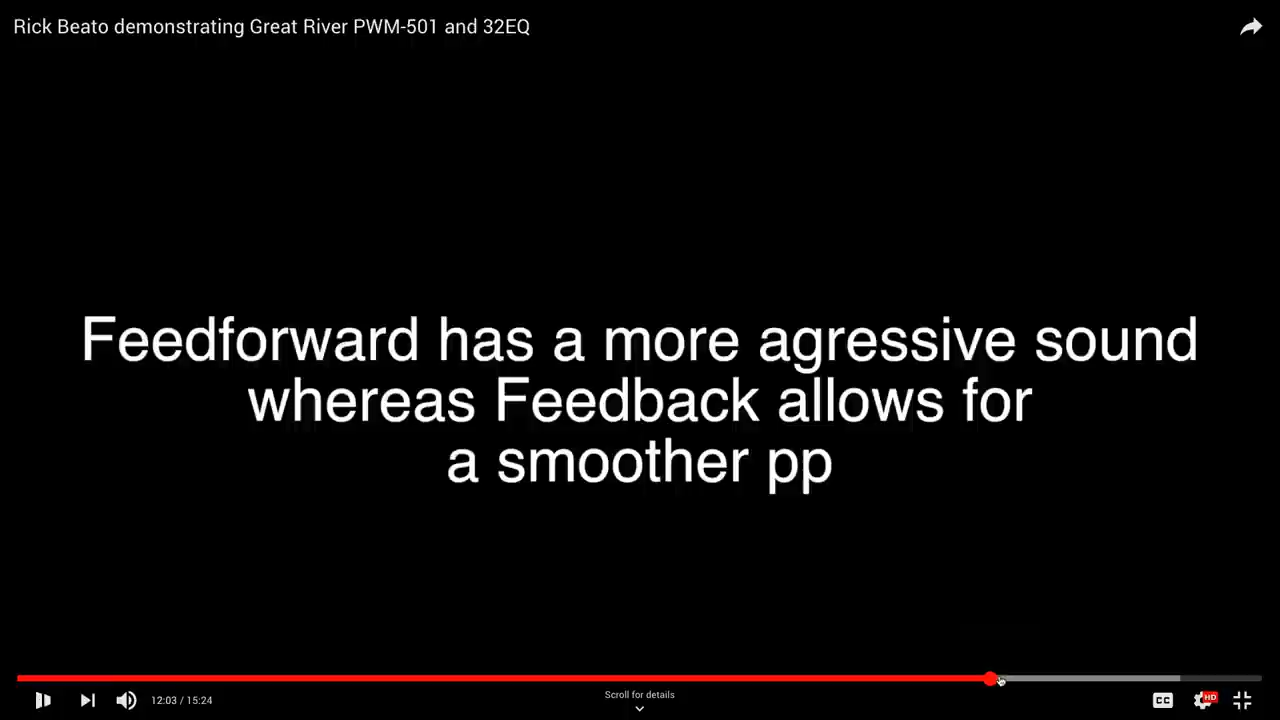 Rick Beato demonstrating Great River PWM-501 and 32EQ
Feedforward has a more agressive sound
whereas Feedback allows for
a smoother pp
Scroll for details
12:03 / 15:24
CC
HD